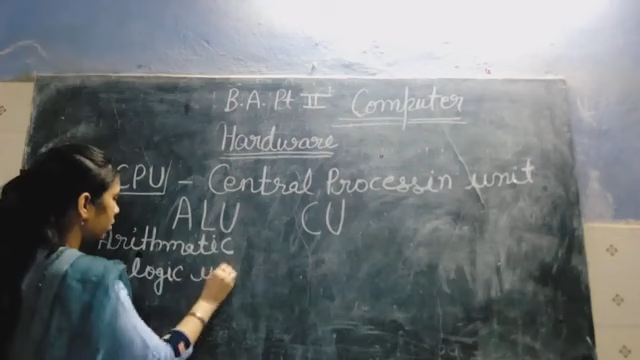 B.A. Pt II Computer
Hardware
CPU - Central Processin unit
ALU CU
Arithmatic
logic u